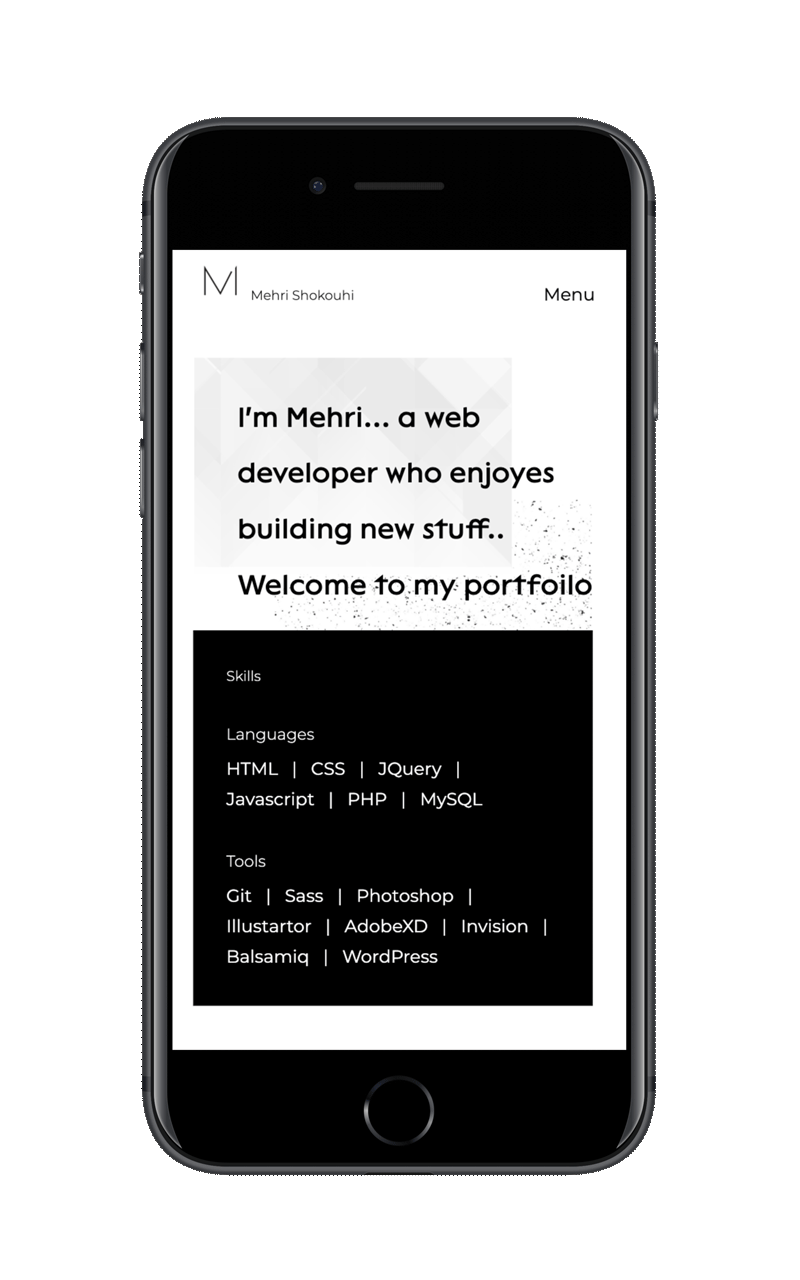 M Mehri Shokouhi Menu
I'm Mehri... a web
developer who enjoyes
building new stuff..
Welcome to my portfoilo
Skills
Languages
HTML | CSS | JQuery |
Javascript | PHP | MySQL
Tools
Git | Sass | Photoshop |
Illustartor | AdobeXD | Invision |
Balsamiq | WordPress